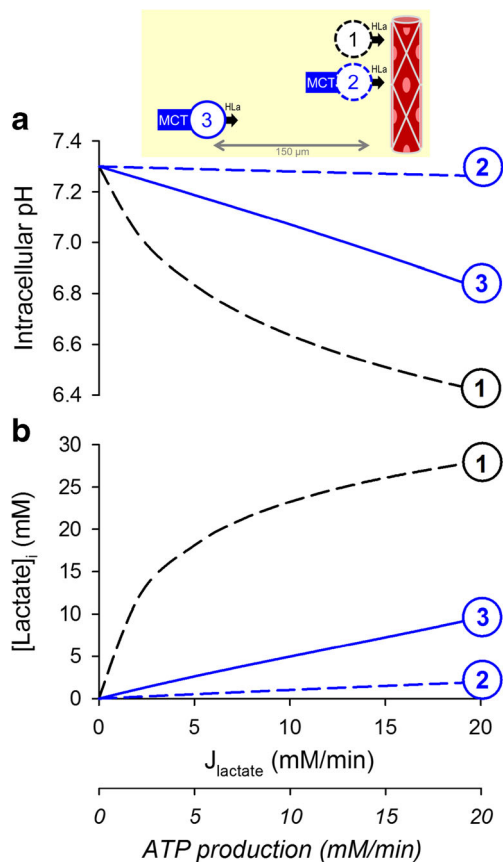 HLa
1
HLa
MCT 2
HLa
MCT 3
150 µm
a
7.4
7.2
7.0
6.8
6.6
6.4
Intracellular pH
2
3
1
b
30
25
20
15
10
5
0
[Lactate]i (mM)
1
3
2
0 5 10 15 20
Jlactate (mM/min)
0 5 10 15 20
ATP production (mM/min)